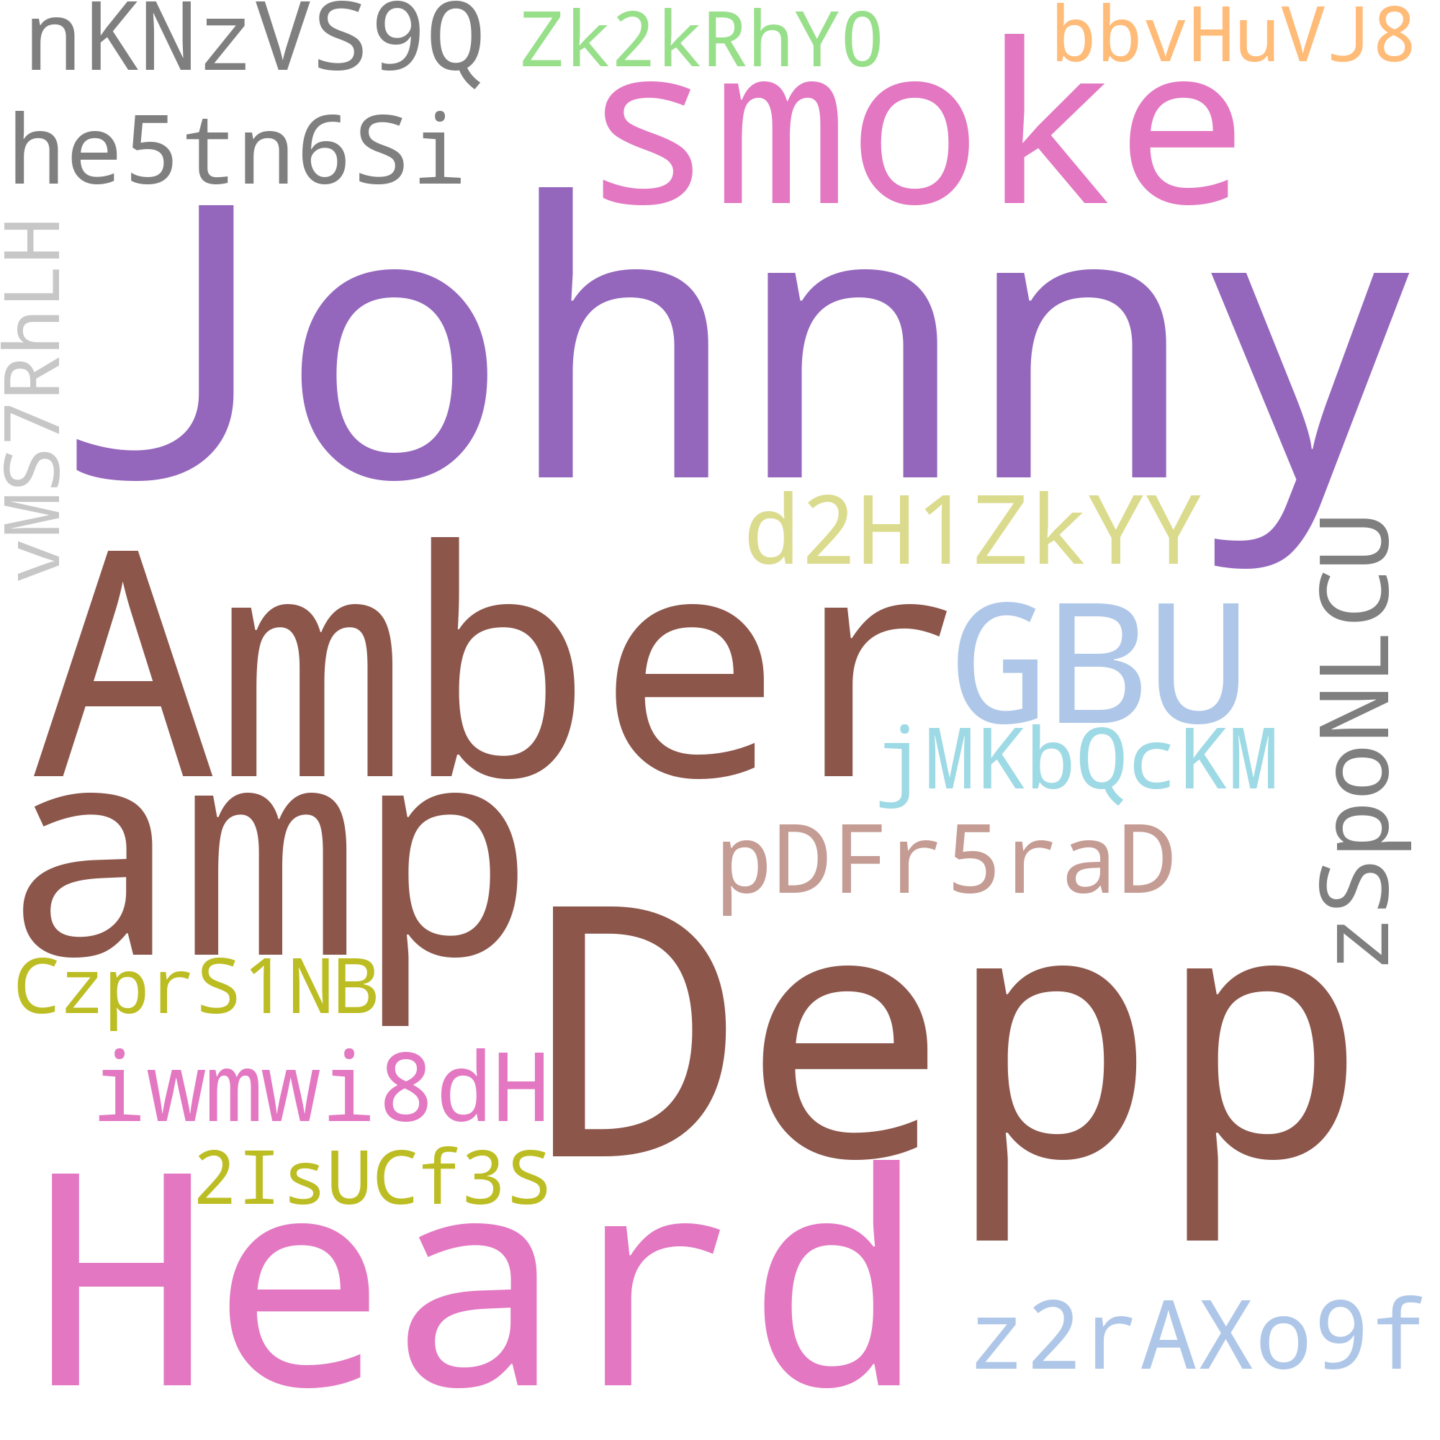 nKNzVS9Q
Zk2kRhY0
bbvHuVJ8
smoke
he5tn6Si
Johnny
vMS7RhLH
d2H1ZkYY
Amber
GBU
zSpoNLCU
jMKbQcKM
amp
pDFr5raD
Depp
CzprS1NB
iwmwi8dH
2IsUCf3S
Heard
z2rAXo9f